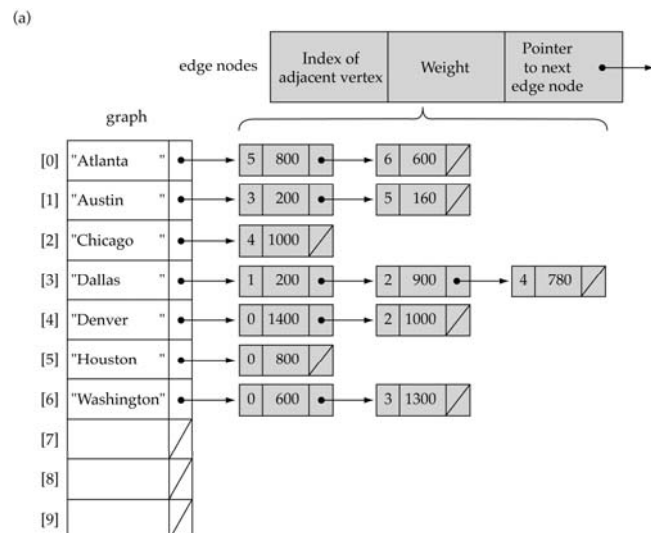 (a)
edge nodes
Index of
adjacent vertex
Weight
Pointer
to next
edge node
graph
[0] "Atlanta " 5 800 6 600
[1] "Austin " 3 200 5 160
[2] "Chicago " 4 1000
[3] "Dallas " 1 200 2 900 4 780
[4] "Denver " 0 1400 2 1000
[5] "Houston " 0 800
[6] "Washington" 0 600 3 1300
[7]
[8]
[9]